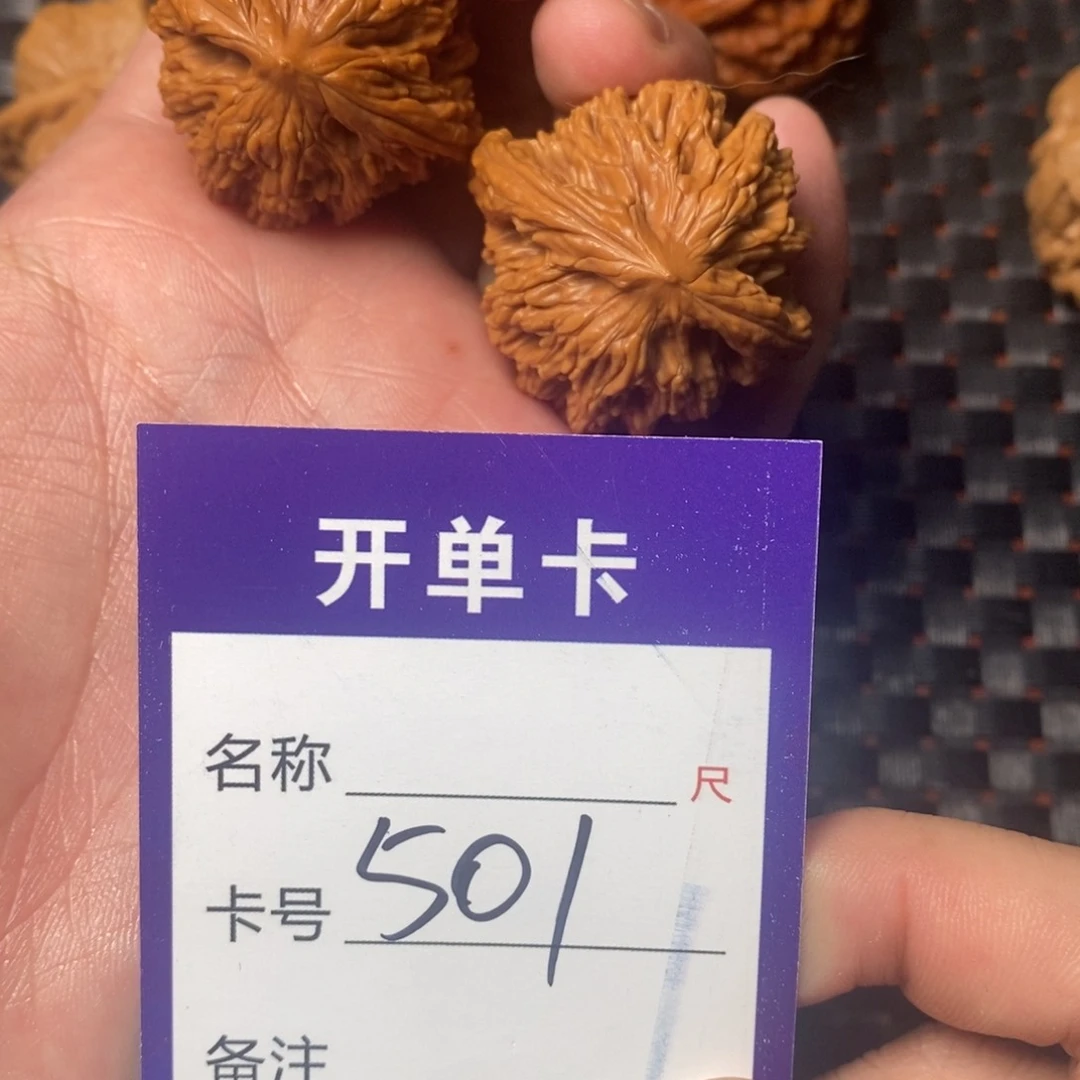 开单卡
名称 尺
卡号 501
备注